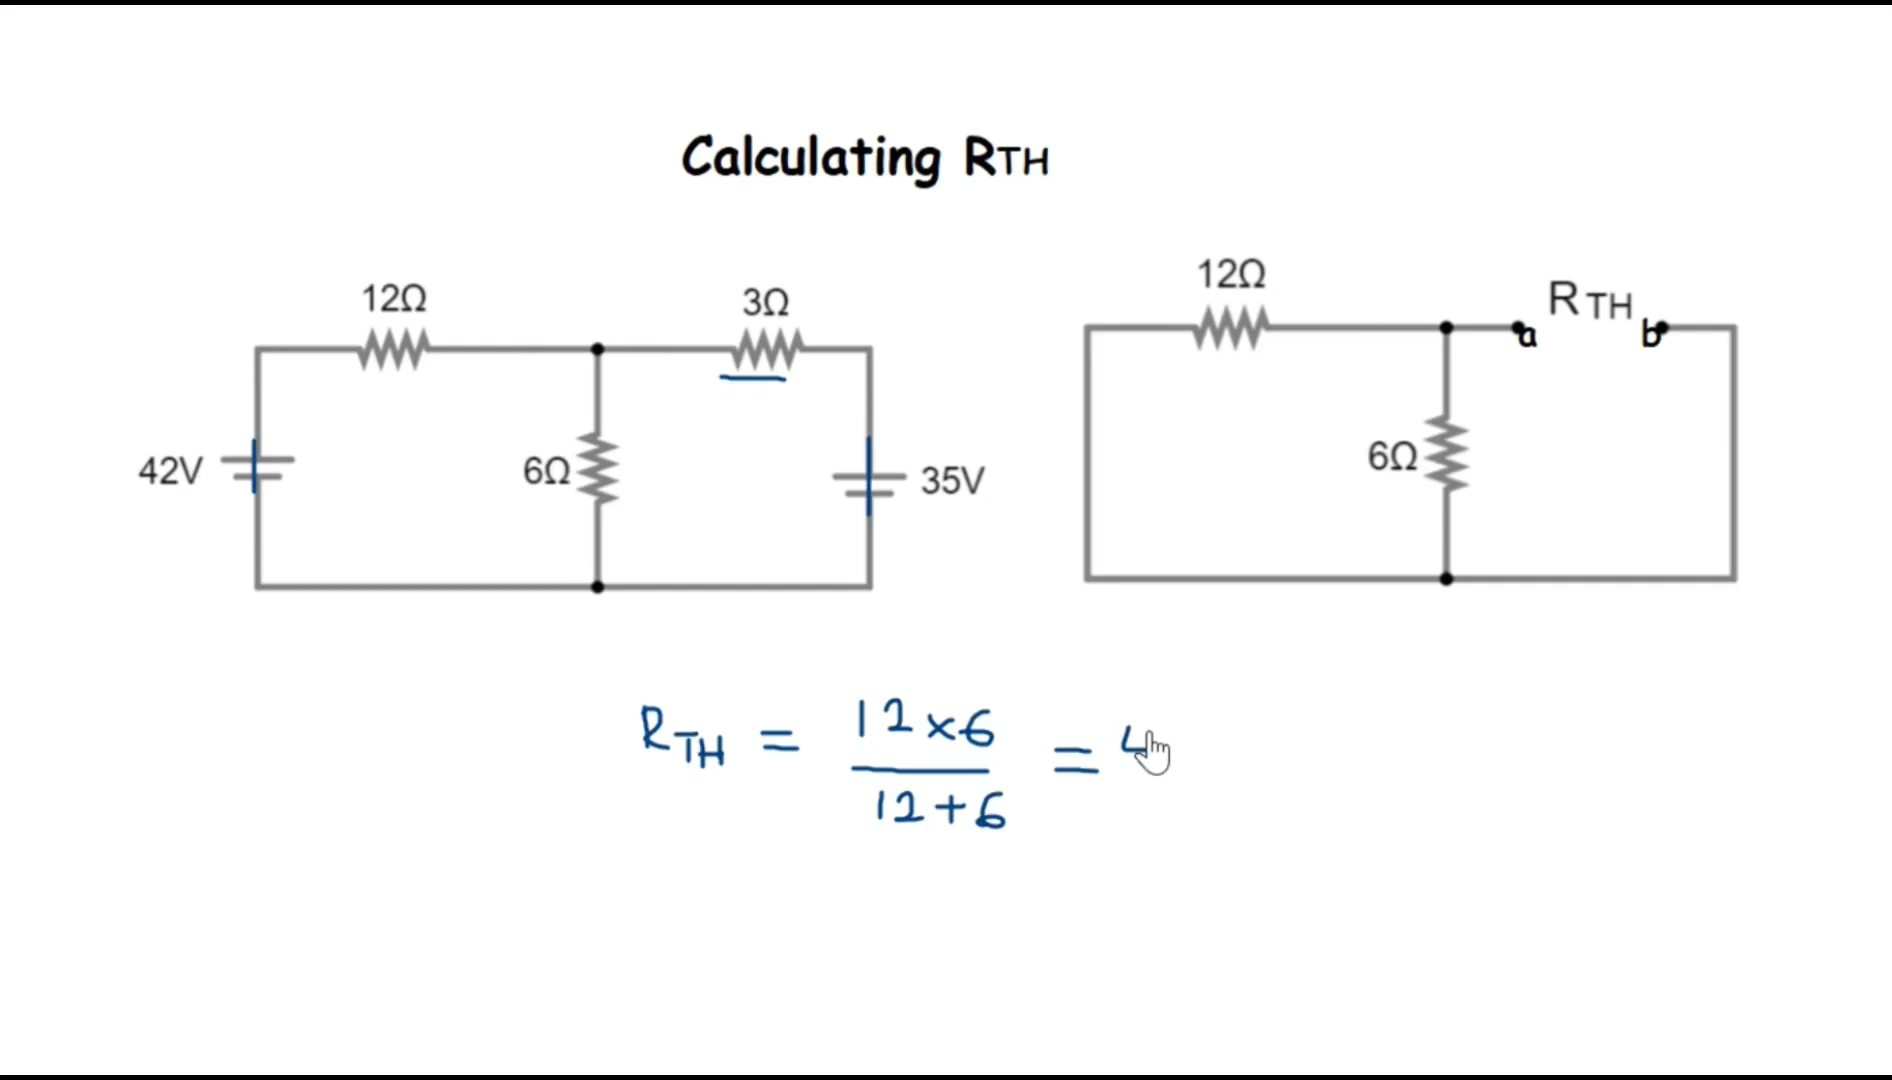 Calculating RTH
12Ω
3Ω
42V
6Ω
35V
12Ω
RTH
a
b
6Ω
RTH = 12×6 = 4
12+6